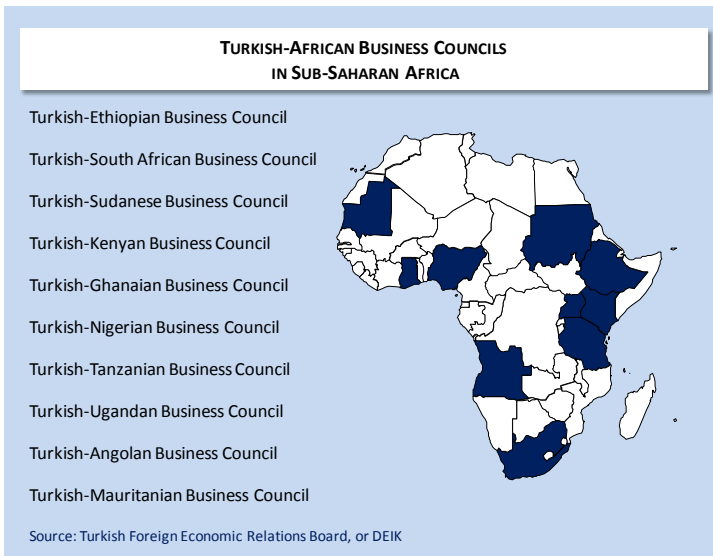 TURKISH-AFRICAN BUSINESS COUNCILS
IN SUB-SAHARAN AFRICA
Turkish-Ethiopian Business Council
Turkish-South African Business Council
Turkish-Sudanese Business Council
Turkish-Kenyan Business Council
Turkish-Ghanaian Business Council
Turkish-Nigerian Business Council
Turkish-Tanzanian Business Council
Turkish-Ugandan Business Council
Turkish-Angolan Business Council
Turkish-Mauritanian Business Council
Source: Turkish Foreign Economic Relations Board, or DEIK